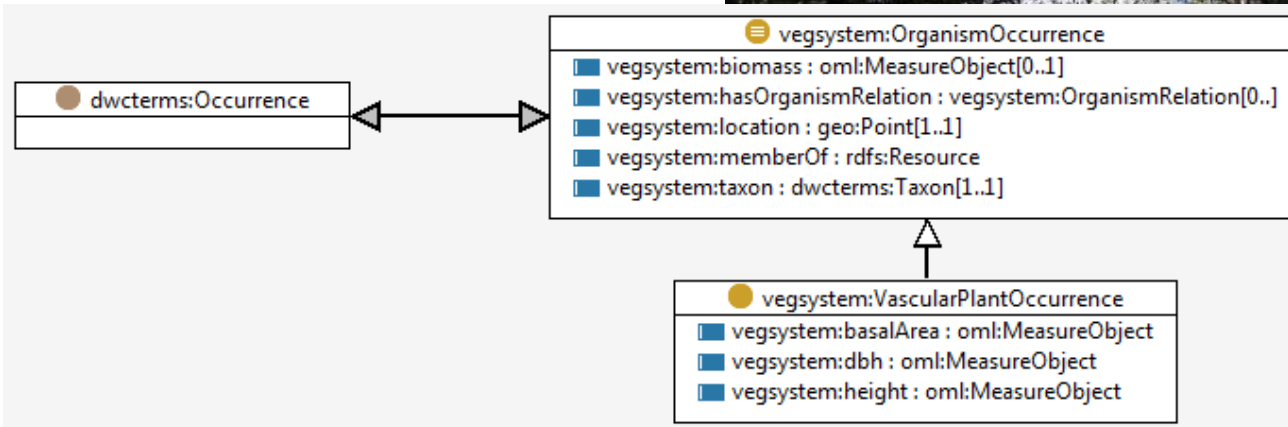 dwcterms:Occurrence
vegsystem:OrganismOccurrence
vegsystem:biomass : oml:MeasureObject[0..1]
vegsystem:hasOrganismRelation : vegsystem:OrganismRelation[0..]
vegsystem:location : geo:Point[1..1]
vegsystem:memberOf : rdfs:Resource
vegsystem:taxon : dwcterms:Taxon[1..1]
vegsystem:VascularPlantOccurrence
vegsystem:basalArea : oml:MeasureObject
vegsystem:dbh : oml:MeasureObject
vegsystem:height : oml:MeasureObject